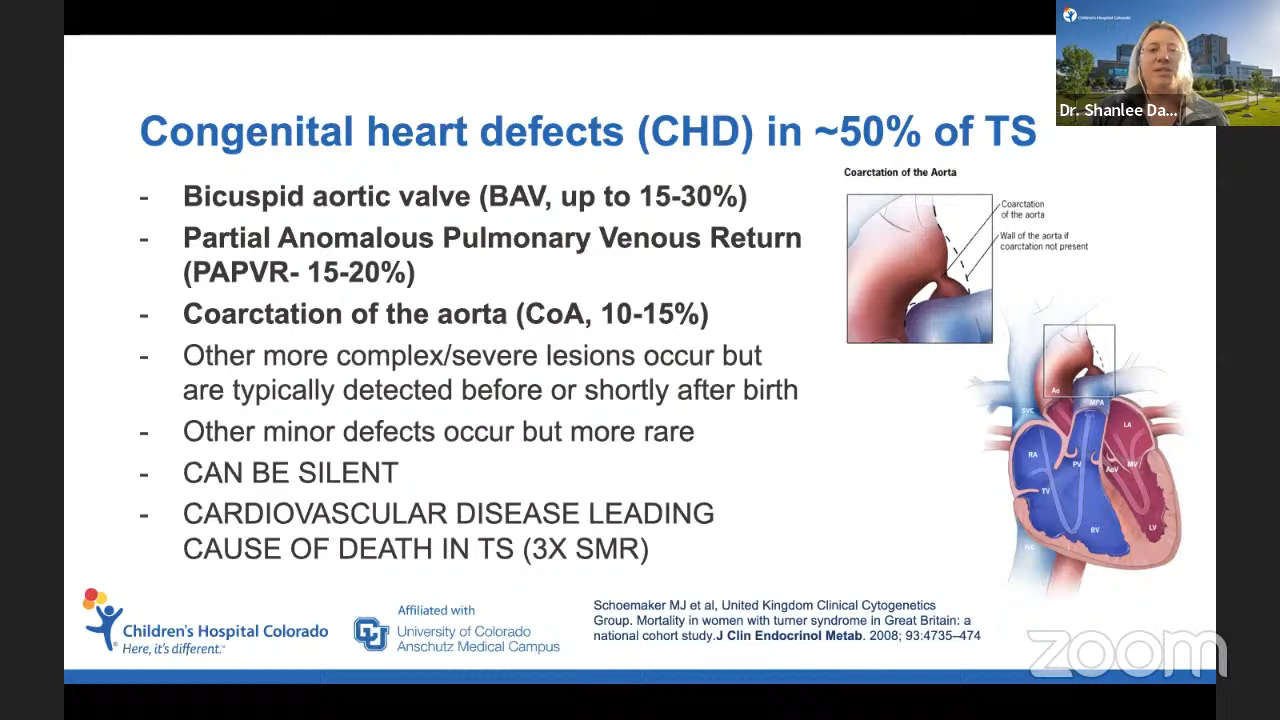 Children's Hospital Colorado
Dr. Shanlee Da...
Congenital heart defects (CHD) in ~50% of TS
- Bicuspid aortic valve (BAV, up to 15-30%)
- Partial Anomalous Pulmonary Venous Return
(PAPVR- 15-20%)
- Coarctation of the aorta (CoA, 10-15%)
- Other more complex/severe lesions occur but
are typically detected before or shortly after birth
- Other minor defects occur but more rare
- CAN BE SILENT
- CARDIOVASCULAR DISEASE LEADING
CAUSE OF DEATH IN TS (3X SMR)
Coarctation of the Aorta
Coarctation
of the aorta
Wall of the aorta if
coarctation not present
Ao
MPA
SVC
LA
RA
PV
AoV
MV
TV
RV
LV
IVC
Children's Hospital Colorado
Here, it's different.™
Affiliated with
University of Colorado
Anschutz Medical Campus
Schoemaker MJ et al, United Kingdom Clinical Cytogenetics
Group. Mortality in women with turner syndrome in Great Britain: a
national cohort study.J Clin Endocrinol Metab. 2008; 93:4735–474
zoom